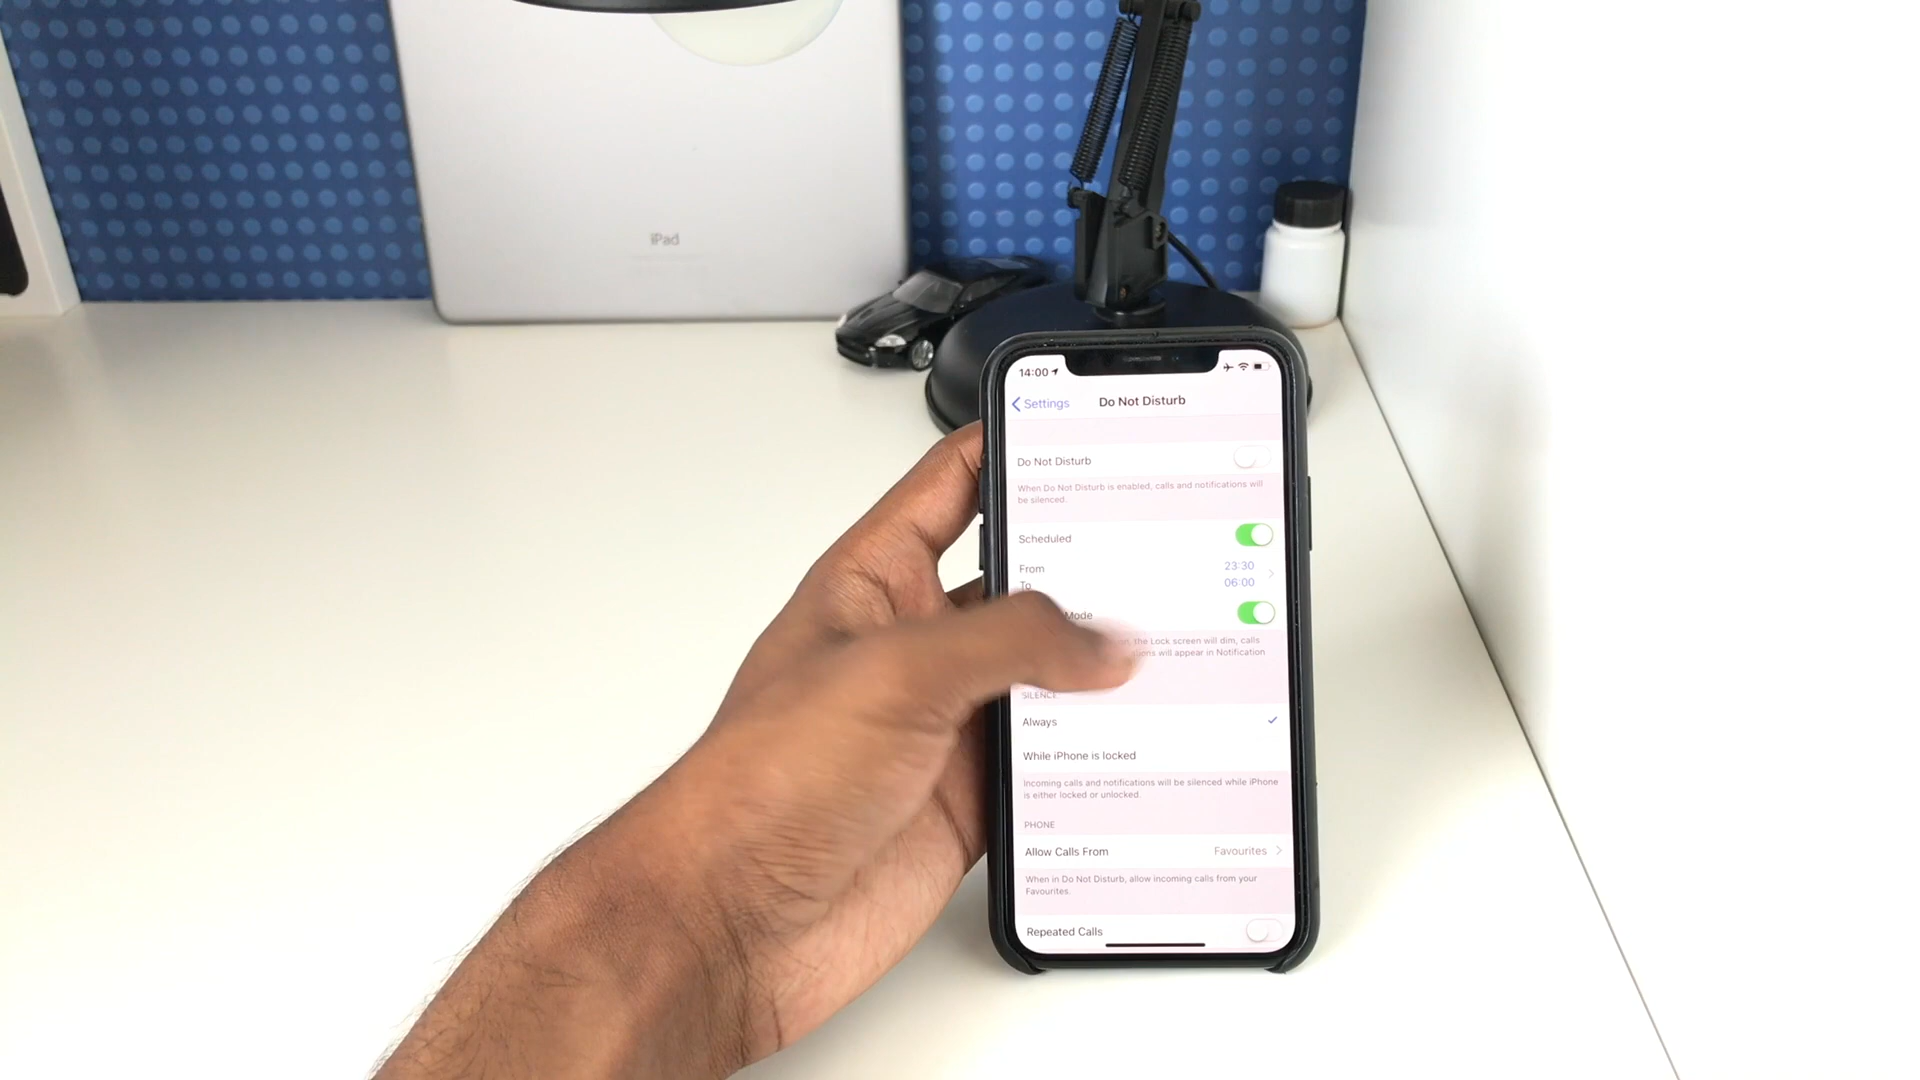 iPad
14:00
Settings
Do Not Disturb
Do Not Disturb
When Do Not Disturb is enabled, calls and notifications will
be silenced.
Scheduled
From
23:30
To
06:00
Mode
on, the Lock screen will dim, calls
will appear in Notification
SILENCE:
Always
While iPhone is locked
Incoming calls and notifications will be silenced while iPhone
is either locked or unlocked.
PHONE
Allow Calls From
Favourites
When in Do Not Disturb, allow incoming calls from your
Favourites.
Repeated Calls